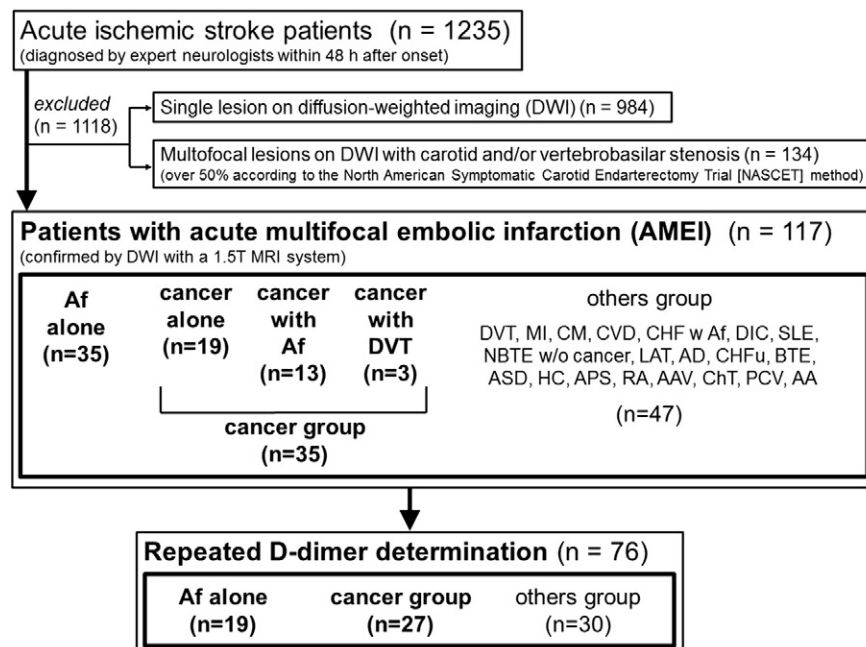 Acute ischemic stroke patients (n = 1235)
(diagnosed by expert neurologists within 48 h after onset)
excluded
(n = 1118)
Single lesion on diffusion-weighted imaging (DWI) (n = 984)
Multofocal lesions on DWI with carotid and/or vertebrobasilar stenosis (n = 134)
(over 50% according to the North American Symptomatic Carotid Endarterectomy Trial [NASCET] method)
Patients with acute multifocal embolic infarction (AMEI) (n = 117)
(confirmed by DWI with a 1.5T MRI system)
Af
alone
(n=35)
cancer
alone
(n=19)
cancer
with
Af
(n=13)
cancer
with
DVT
(n=3)
cancer group
(n=35)
others group
DVT, MI, CM, CVD, CHF w Af, DIC, SLE,
NBTE w/o cancer, LAT, AD, CHFu, BTE,
ASD, HC, APS, RA, AAV, ChT, PCV, AA
(n=47)
Repeated D-dimer determination (n = 76)
Af alone
(n=19)
cancer group
(n=27)
others group
(n=30)